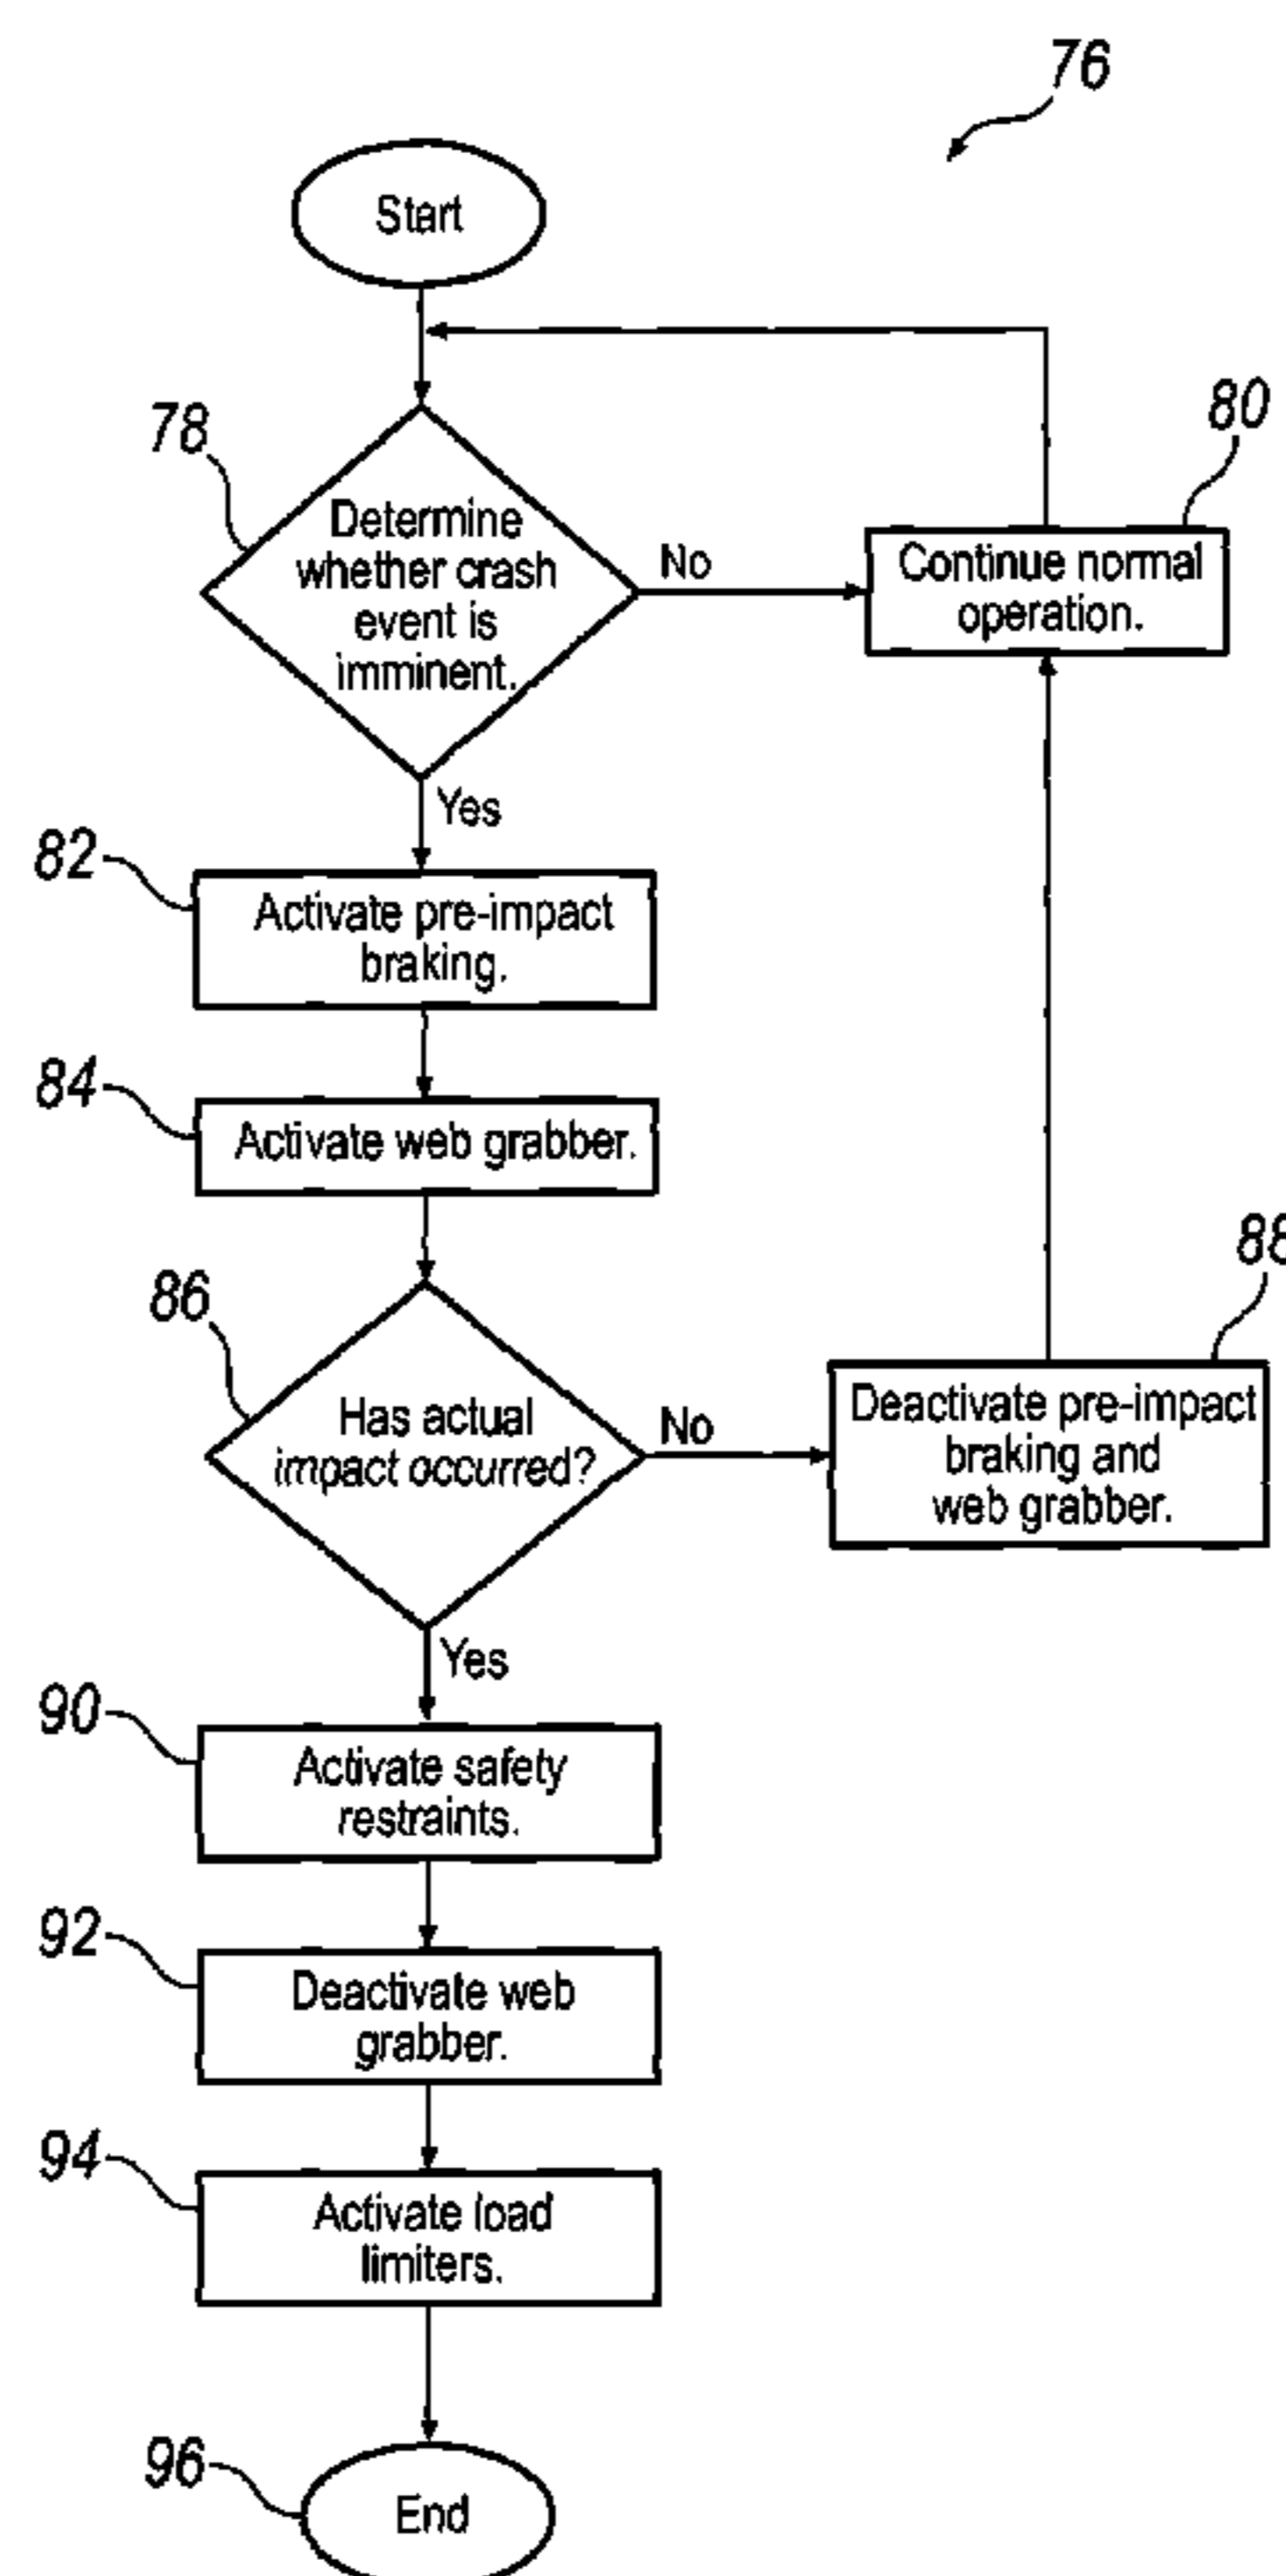 76
Start
78
Determine
whether crash
event is
imminent.
No
80
Continue normal
operation.
Yes
82
Activate pre-impact
braking.
84
Activate web grabber.
86
Has actual
impact occurred?
No
88
Deactivate pre-impact
braking and
web grabber.
Yes
90
Activate safety
restraints.
92
Deactivate web
grabber.
94
Activate load
limiters.
96
End